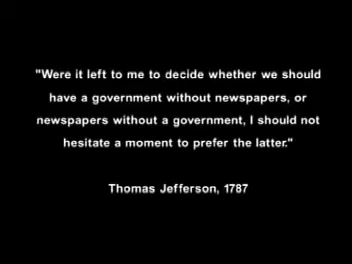 "Were it left to me to decide whether we should
have a government without newspapers, or
newspapers without a government, I should not
hesitate a moment to prefer the latter."
Thomas Jefferson, 1787